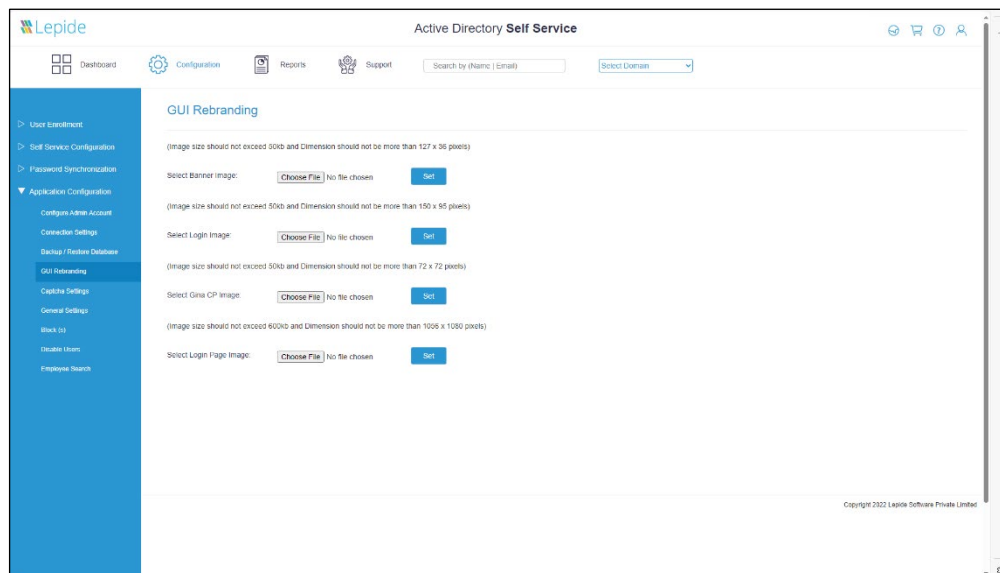 Lepide
Active Directory Self Service
Dashboard
Configuration
Reports
Support
Search by (Name | Email)
Select Domain
User Enrollment
Self Service Configuration
Password Synchronization
Application Configuration
Configure Admin Account
Connection Settings
Backup / Restore Database
GUI Rebranding
Captcha Settings
General Settings
Block (s)
Disable Users
Employee Search
GUI Rebranding
(Image size should not exceed 50kb and Dimension should not be more than 127 x 36 pixels)
Select Banner Image: Choose File No file chosen Set
(Image size should not exceed 50kb and Dimension should not be more than 150 x 95 pixels)
Select Login Image: Choose File No file chosen Set
(Image size should not exceed 50kb and Dimension should not be more than 72 x 72 pixels)
Select Gina CP Image: Choose File No file chosen Set
(Image size should not exceed 600kb and Dimension should not be more than 1056 x 1080 pixels)
Select Login Page Image: Choose File No file chosen Set
Copyright 2022 Lepide Software Private Limited